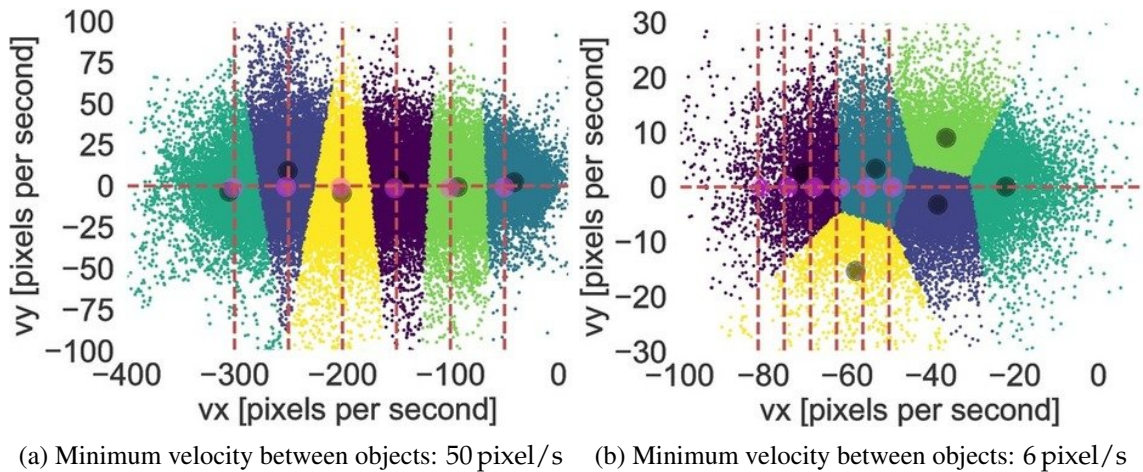 100
75
50
25
0
−25
−50
−75
−100
vy [pixels per second]
−400 −300 −200 −100 0
vx [pixels per second]
30
20
10
0
−10
−20
−30
vy [pixels per second]
−100 −80 −60 −40 −20 0
vx [pixels per second]
(a) Minimum velocity between objects: 50 pixel/s
(b) Minimum velocity between objects: 6 pixel/s